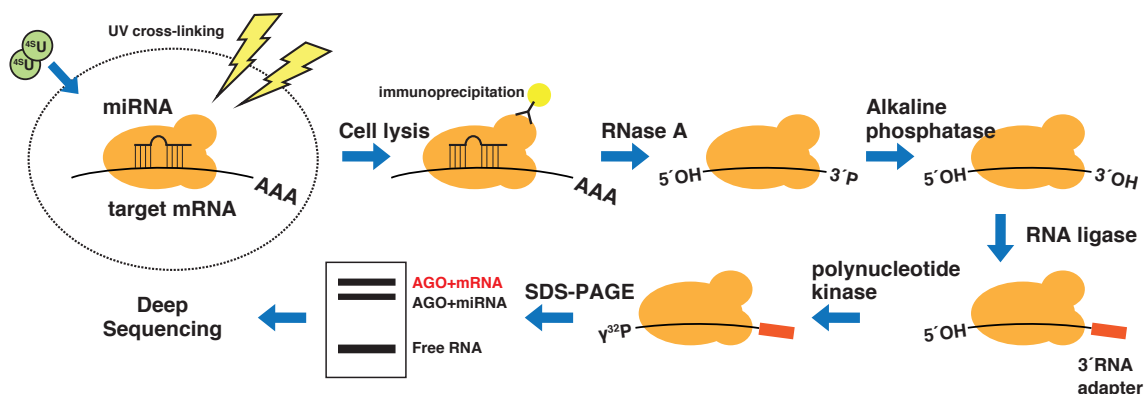 UV cross-linking
4SU
4SU
miRNA
target mRNA
AAA
Cell lysis
immunoprecipitation
AAA
RNase A
5´OH
3´P
Alkaline
phosphatase
5´OH
3´OH
RNA ligase
5´OH
3´RNA
adapter
polynucleotide
kinase
γ32P
SDS-PAGE
AGO+mRNA
AGO+miRNA
Free RNA
Deep
Sequencing